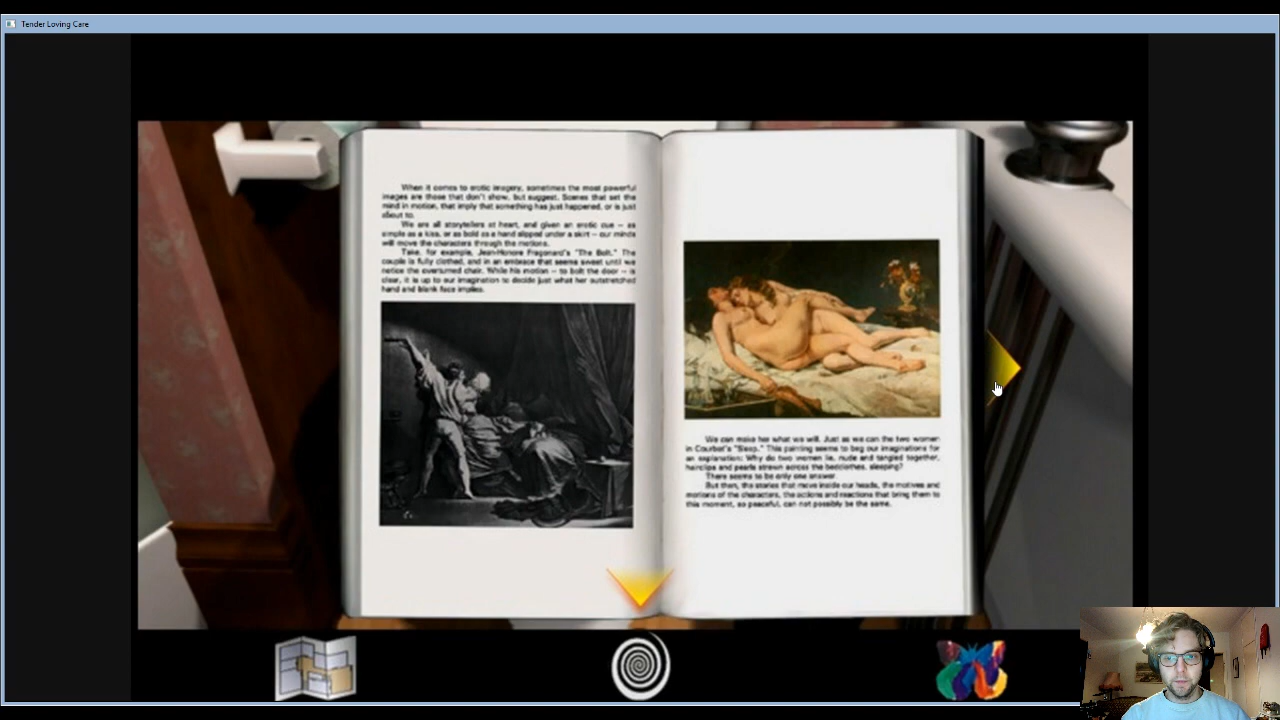 Tender Loving Care
When it comes to erotic imagery, sometimes the most powerful
images are those that don't show, but suggest. Scenes that set the
mind in motion, that imply that something has just happened, or is just
about to.
We are all storytellers at heart, and given an erotic cue – as
simple as a kiss, or as bold as a hand slipped under a skirt – our minds
will move the characters through the motions.
Take, for example, Jean-Honore Fragonard's "The Bolt." The
couple is fully clothed, and in an embrace that seems sweet until we
notice the overturned chair. While his motion – to bolt the door – is
clear, it is up to our imagination to decide just what her outstretched
hand and blank face implies.
We can make her what we will. Just as we can the two women
in Courbet's "Sleep." This painting seems to beg our imaginations for
an explanation: Why do two women lie, nude and tangled together,
hairclips and pearls strewn across the bedclothes, sleeping?
There seems to be only one answer.
But then, the stories that move inside our heads, the motives and
motions of the characters, the actions and reactions that bring them to
this moment, so peaceful, can not possibly be the same.